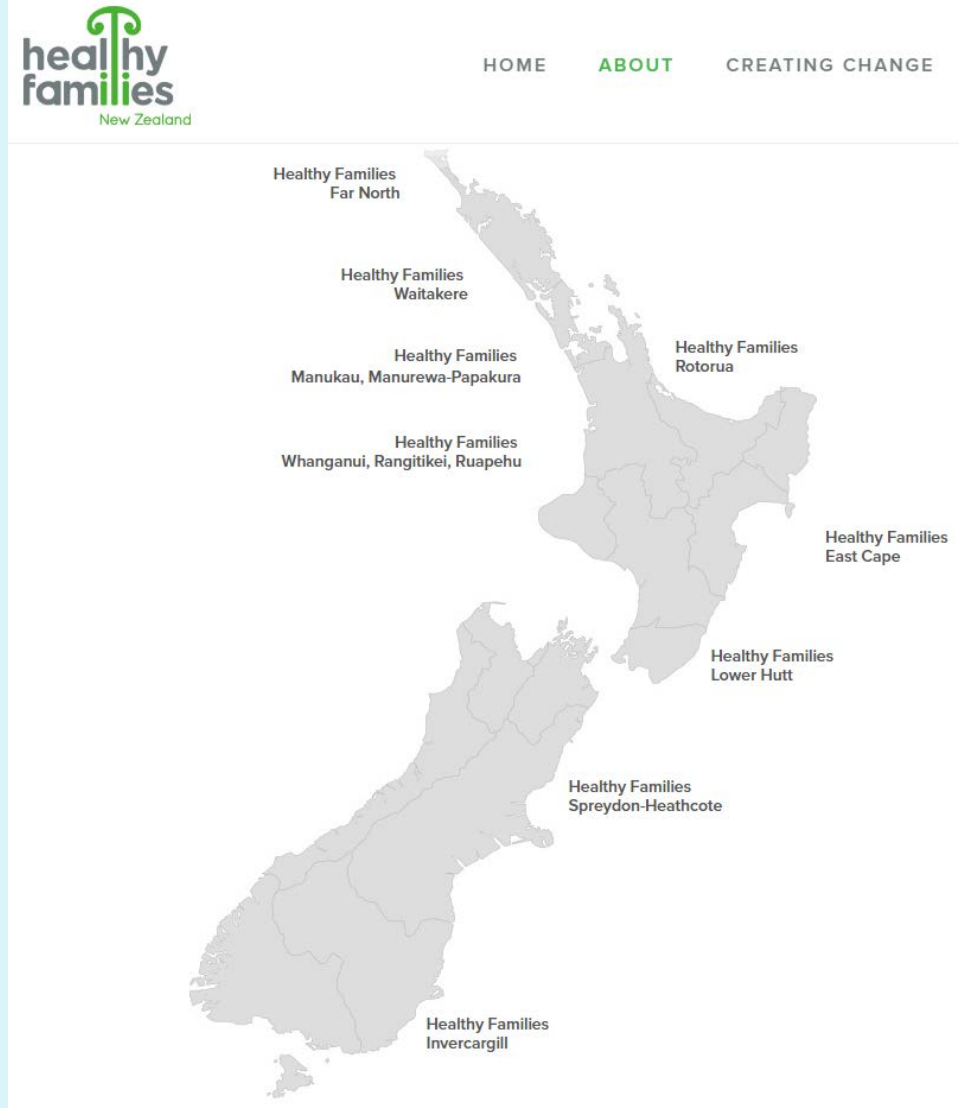 healthy
families
New Zealand
HOME ABOUT CREATING CHANGE
Healthy Families
Far North
Healthy Families
Waitakere
Healthy Families
Manukau, Manurewa-Papakura
Healthy Families
Rotorua
Healthy Families
Whanganui, Rangitikei, Ruapehu
Healthy Families
East Cape
Healthy Families
Lower Hutt
Healthy Families
Spreydon-Heathcote
Healthy Families
Invercargill